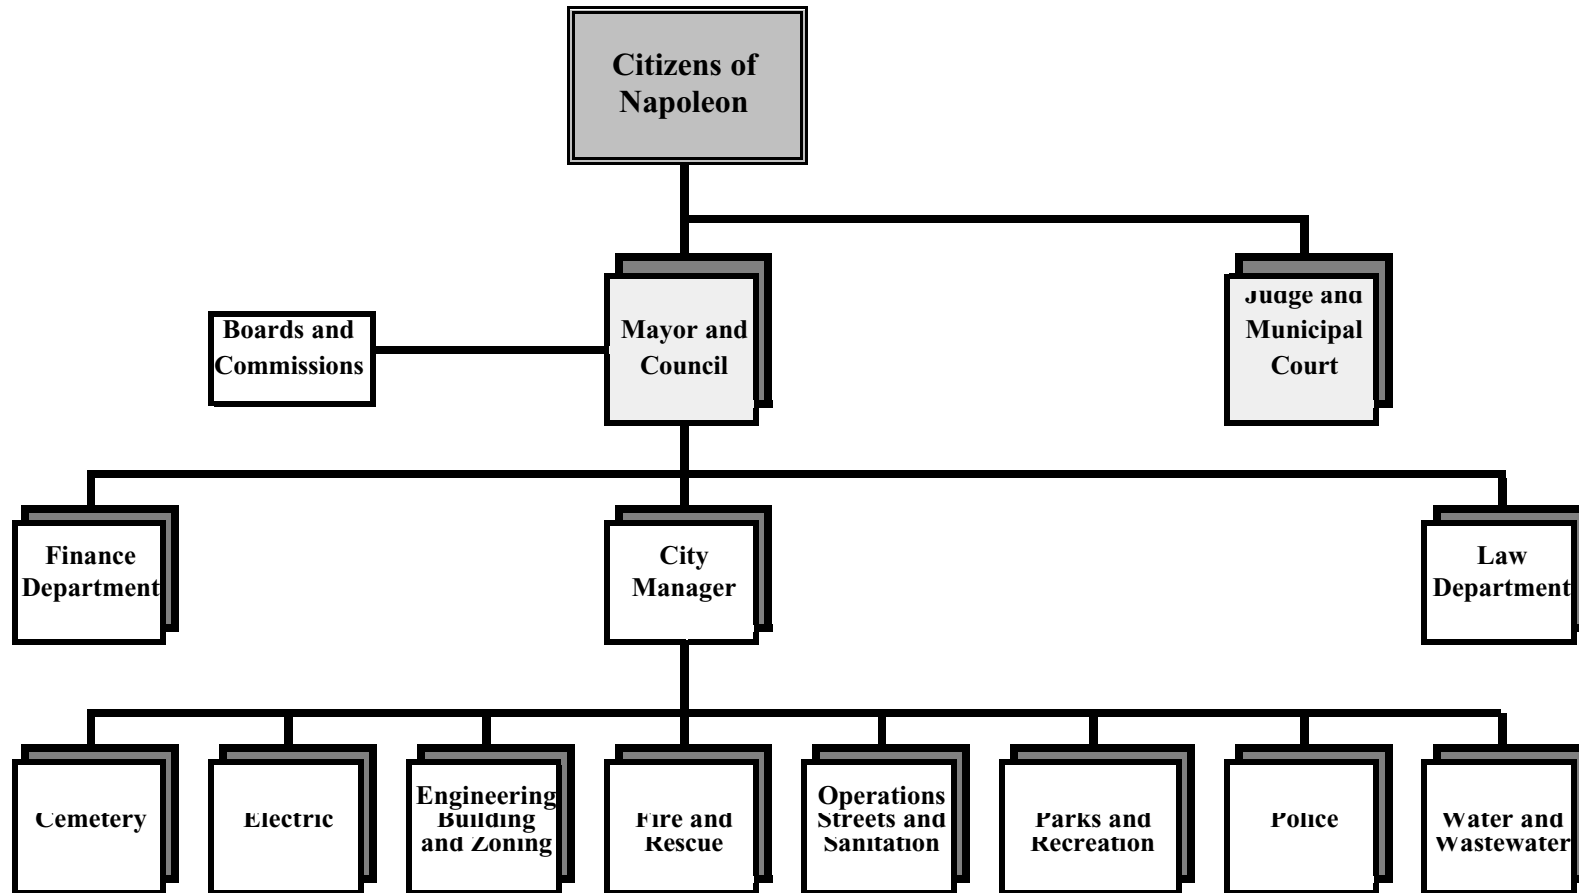 Citizens of
Napoleon
Boards and
Commissions
Mayor and
Council
Judge and
Municipal
Court
Finance
Department
City
Manager
Law
Department
Cemetery
Electric
Engineering
Building
and Zoning
Fire and
Rescue
Operations
Streets and
Sanitation
Parks and
Recreation
Police
Water and
Wastewater